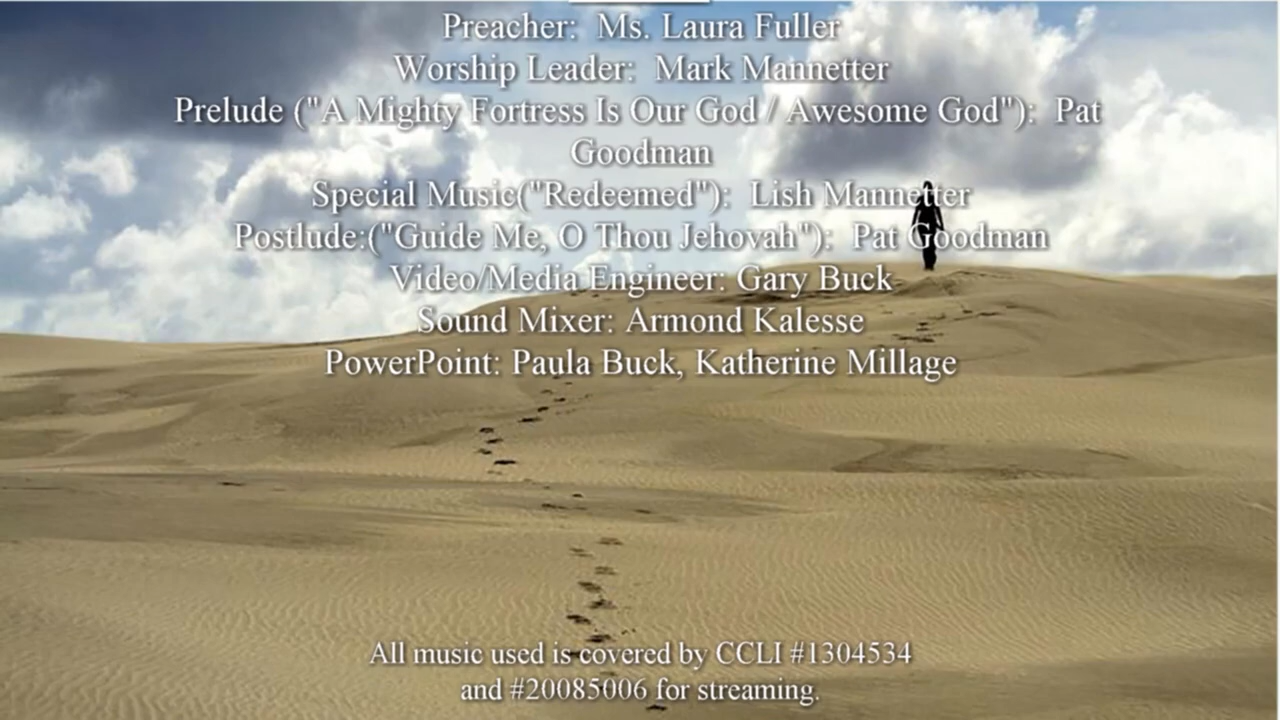 Preacher:  Ms. Laura Fuller
Worship Leader:  Mark Mannetter
Prelude ("A Mighty Fortress Is Our God / Awesome God"):  Pat
Goodman
Special Music("Redeemed"):  Lish Mannetter
Postlude:("Guide Me, O Thou Jehovah"):  Pat Goodman
Video/Media Engineer: Gary Buck
Sound Mixer: Armond Kalesse
PowerPoint: Paula Buck, Katherine Millage
All music used is covered by CCLI #1304534
and #20085006 for streaming.